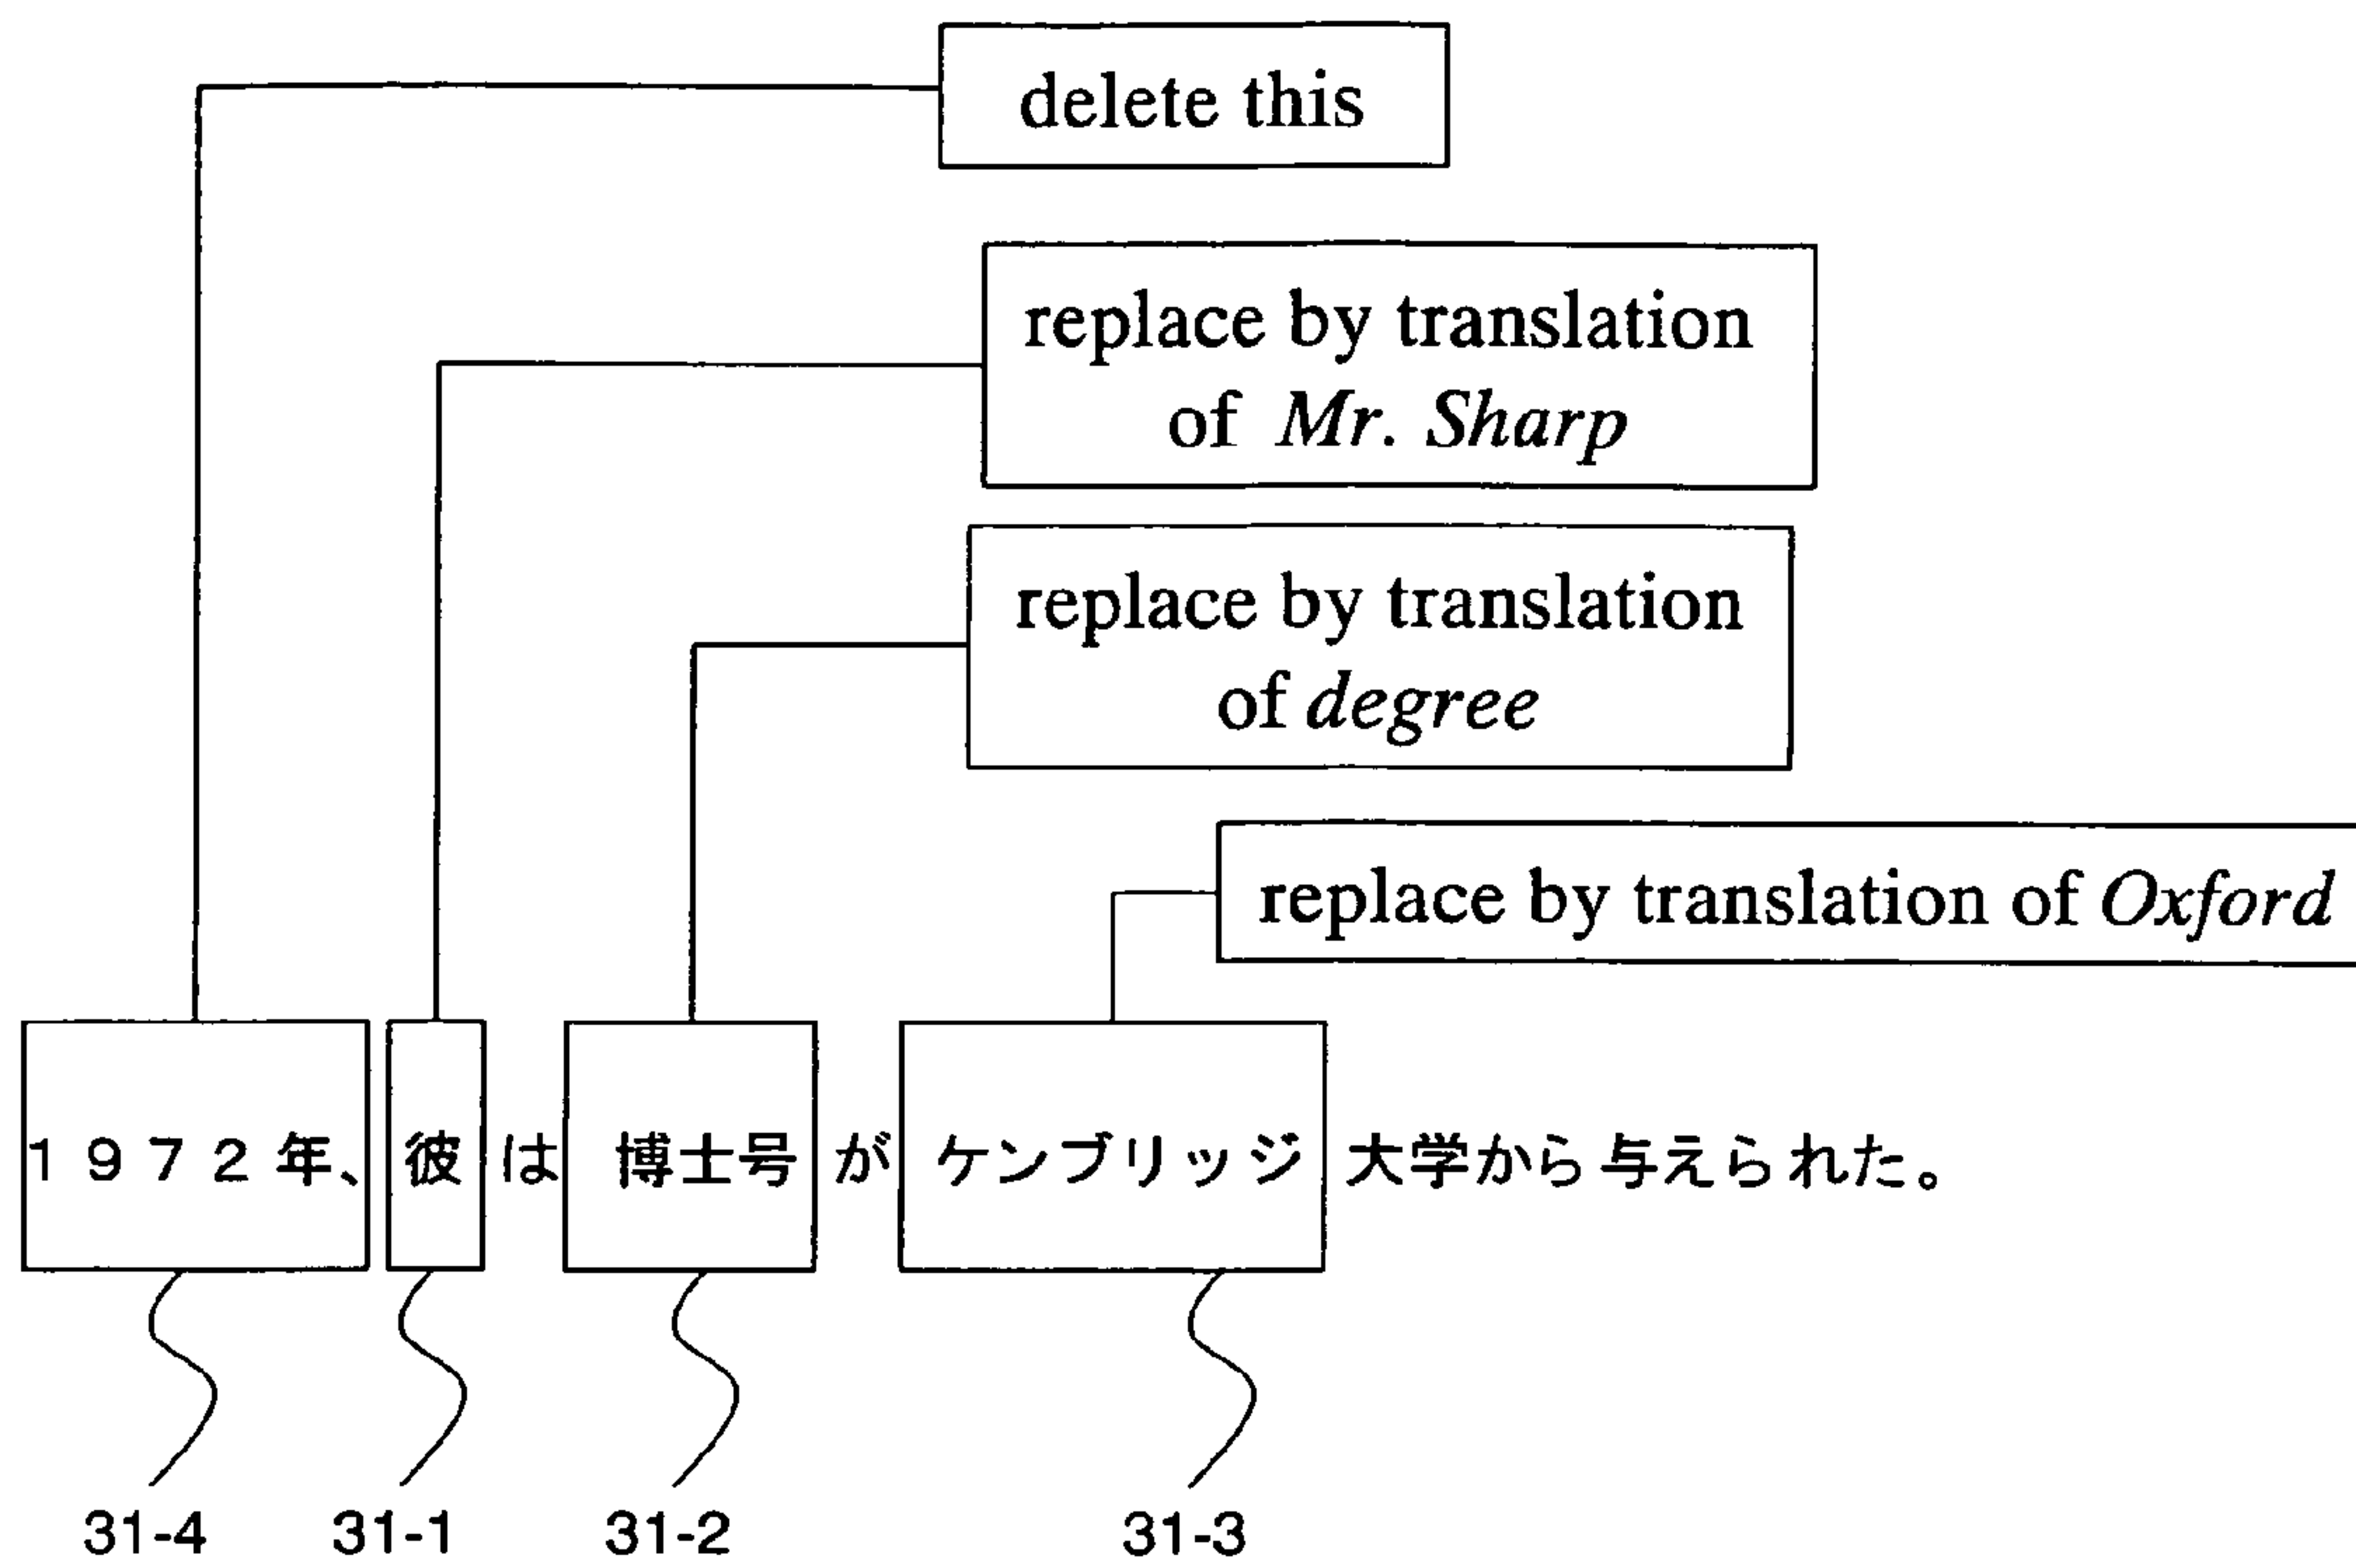 delete this
replace by translation
of Mr. Sharp
replace by translation
of degree
replace by translation of Oxford
1972年、彼は博士号がケンブリッジ大学から与えられた。
31-4 31-1 31-2 31-3